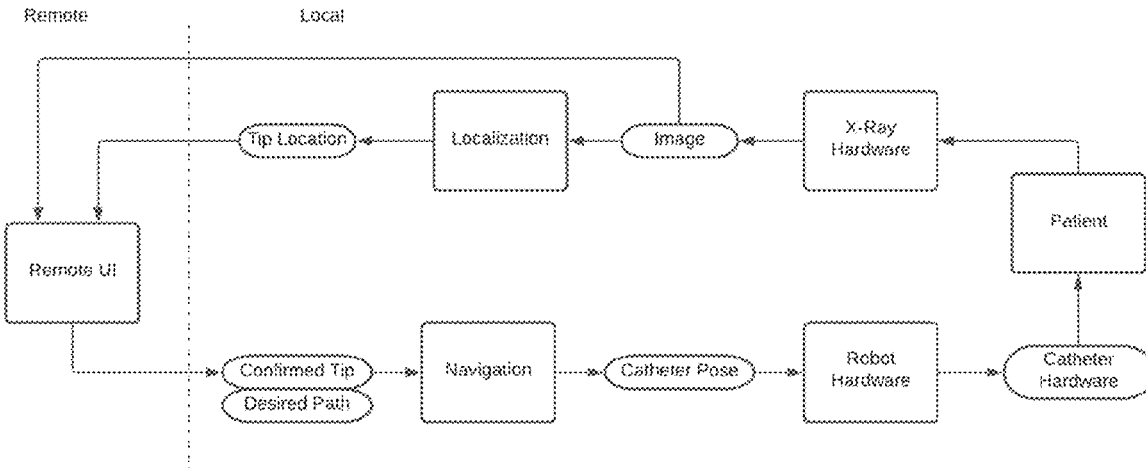 Remote
Local
Tip Location
Localization
Image
X-Ray
Hardware
Patient
Remote UI
Confirmed Tip
Desired Path
Navigation
Catheter Pose
Robot
Hardware
Catheter
Hardware